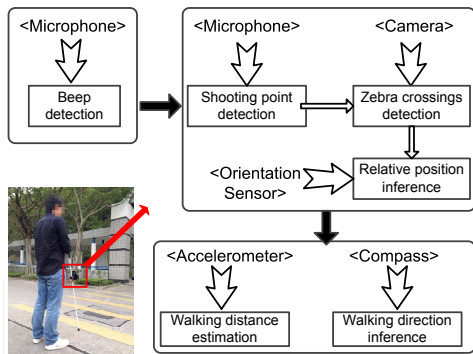 <Microphone>
Beep
detection
<Microphone>
<Camera>
Shooting point
detection
Zebra crossings
detection
<Orientation
Sensor>
Relative position
inference
<Accelerometer>
<Compass>
Walking distance
estimation
Walking direction
inference